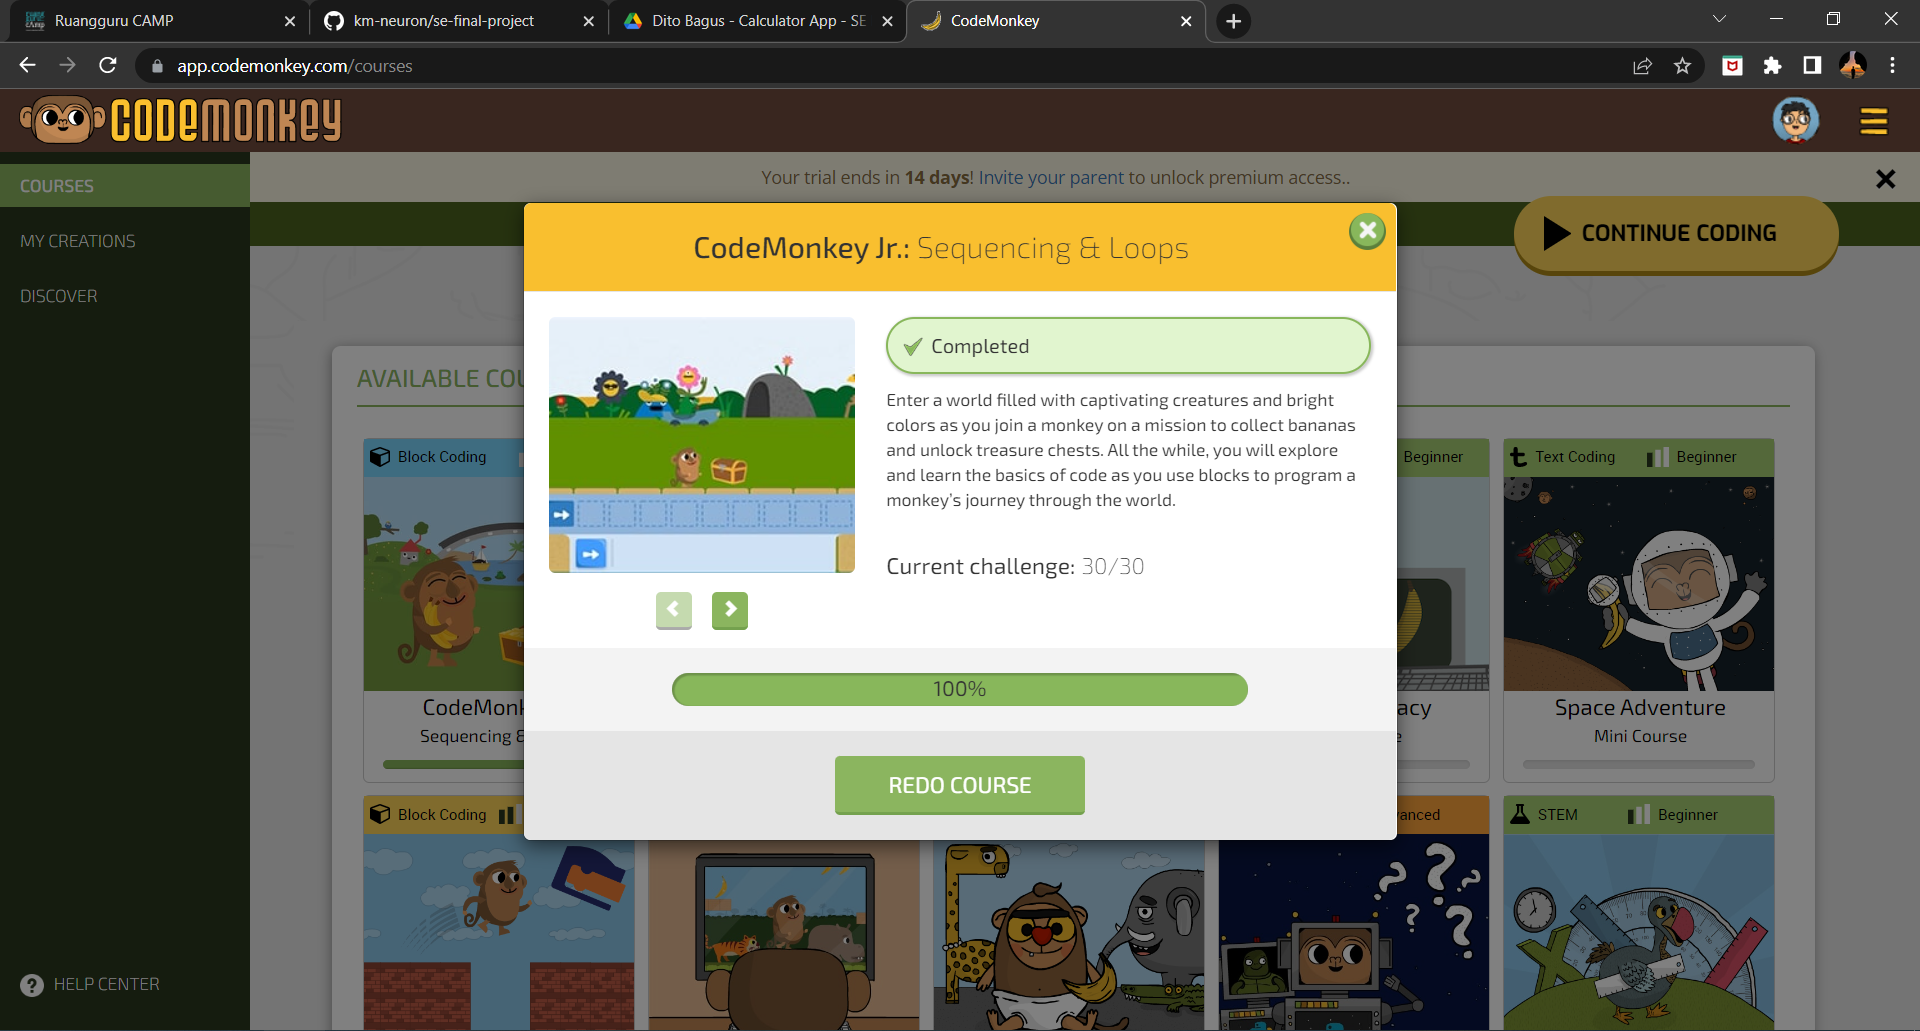 Ruangguru CAMP
km-neuron/se-final-project
Dito Bagus - Calculator App - SE
CodeMonkey
app.codemonkey.com/courses
CODEMONKEY
COURSES
MY CREATIONS
DISCOVER
HELP CENTER
Your trial ends in 14 days! Invite your parent to unlock premium access..
CONTINUE CODING
CodeMonkey Jr.: Sequencing & Loops
Completed
Enter a world filled with captivating creatures and bright
colors as you join a monkey on a mission to collect bananas
and unlock treasure chests. All the while, you will explore
and learn the basics of code as you use blocks to program a
monkey's journey through the world.
Current challenge: 30/30
100%
REDO COURSE
AVAILABLE COU
Block Coding
Beginner
Text Coding
Beginner
CodeMonk
Sequencing &
acy
e
Space Adventure
Mini Course
Block Coding
anced
STEM
Beginner